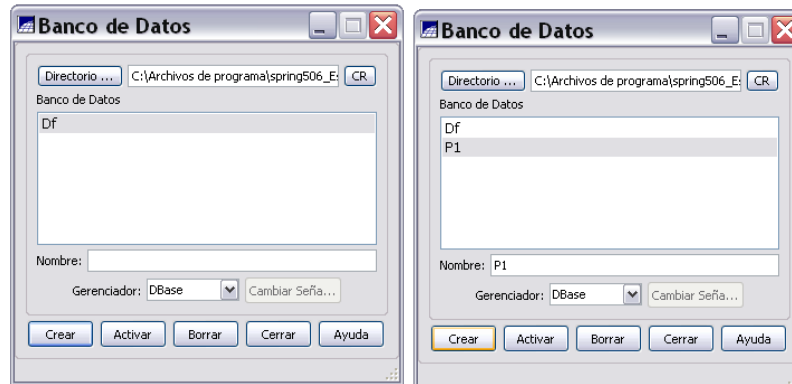 Banco de Datos
Directorio ... C:\Archivos de programa\spring506_E CR
Banco de Datos
Df
Nombre:
Gerenciador: DBase Cambiar Seña...
Crear Activar Borrar Cerrar Ayuda
Banco de Datos
Directorio ... C:\Archivos de programa\spring506_E CR
Banco de Datos
Df
P1
Nombre: P1
Gerenciador: DBase Cambiar Seña...
Crear Activar Borrar Cerrar Ayuda